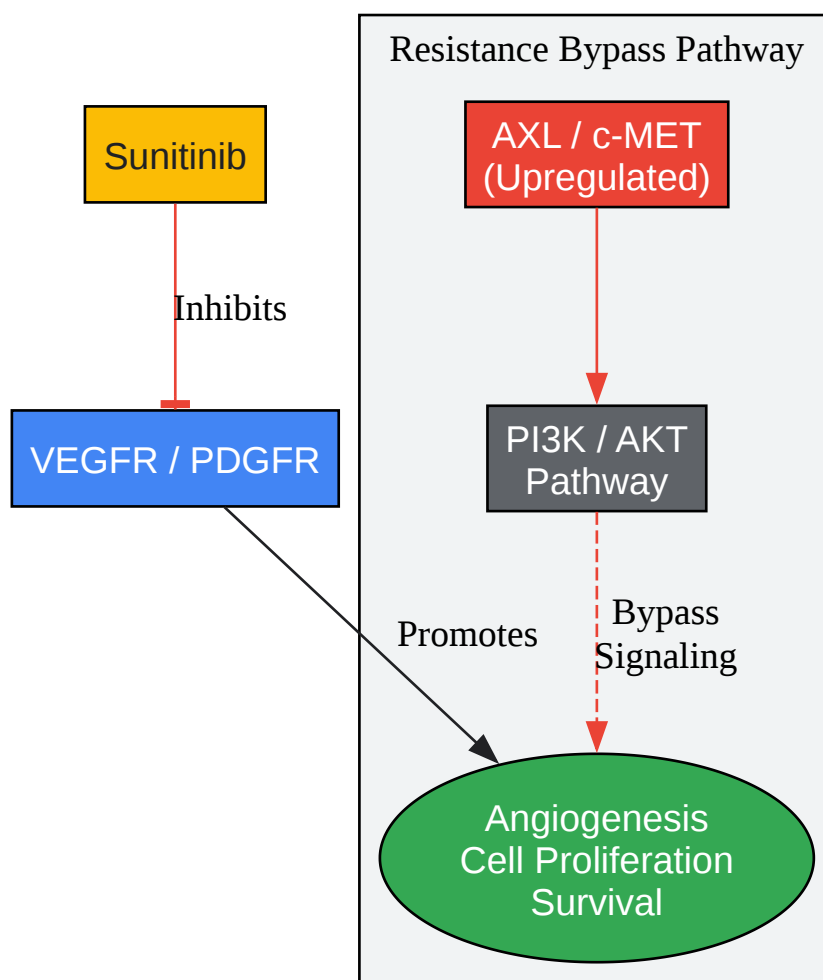 Resistance Bypass Pathway
Sunitinib
AXL / c-MET
(Upregulated)
Inhibits
VEGFR / PDGFR
PI3K / AKT
Pathway
Promotes
Bypass
Signaling
Angiogenesis
Cell Proliferation
Survival